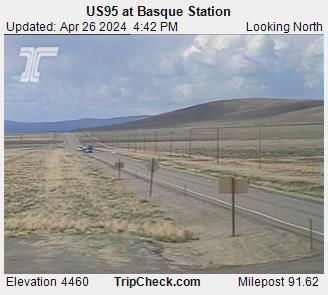 US95 at Basque Station
Updated: Apr 26 2024 4:42 PM Looking North
Elevation 4460 TripCheck.com Milepost 91.62